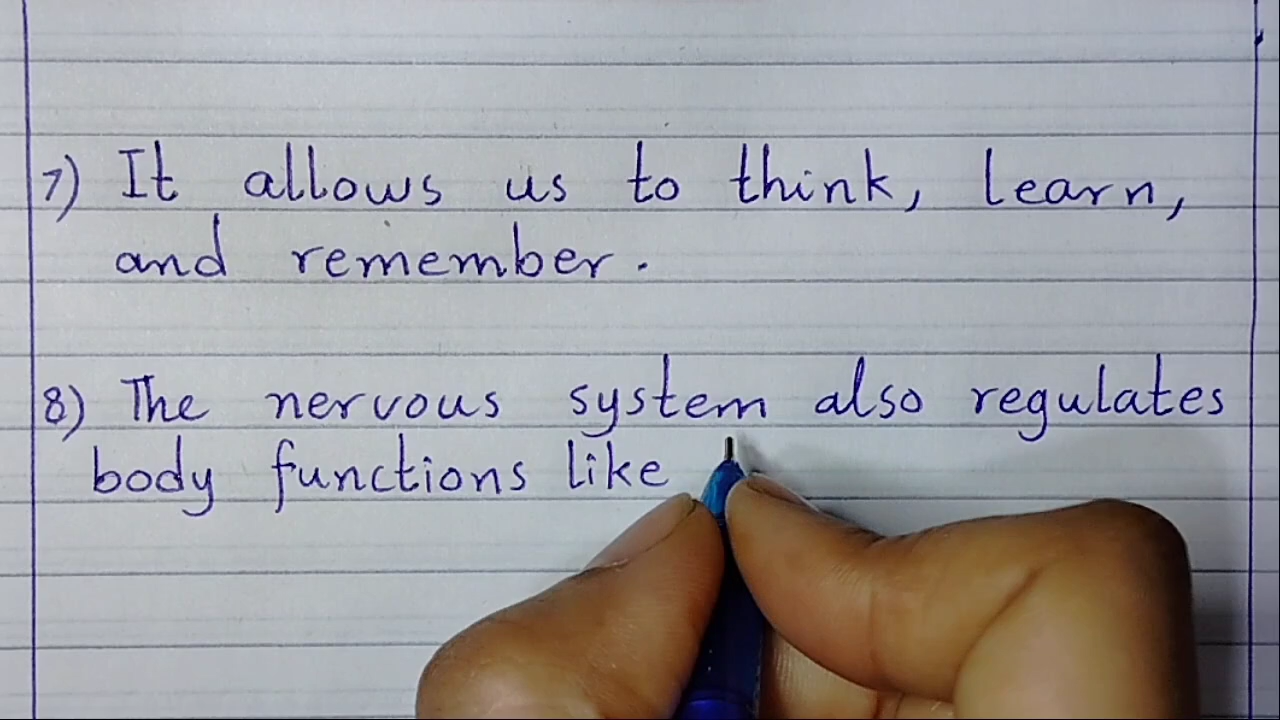 7) It allows us to think, learn,
and remember.
8) The nervous system also regulates
body functions like